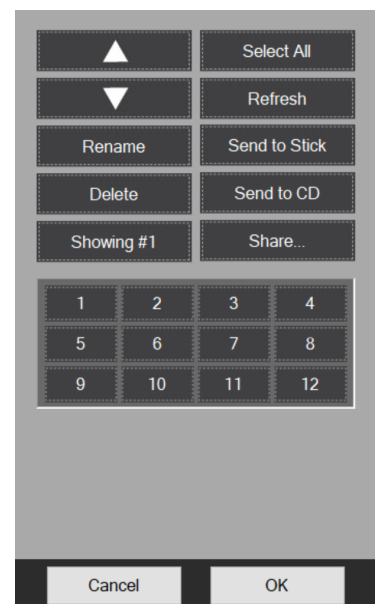 Select All
Refresh
Rename Send to Stick
Delete Send to CD
Showing #1 Share...
1 2 3 4
5 6 7 8
9 10 11 12
Cancel OK